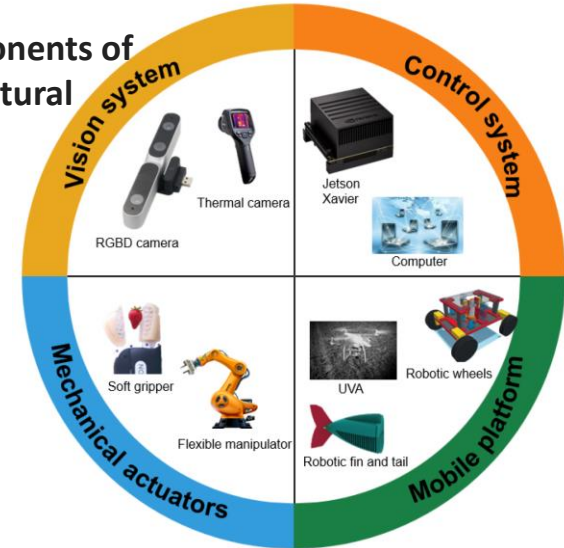 onents of
tural
Vision system
Control system
Thermal camera
RGBD camera
Jetson
Xavier
Computer
Soft gripper
Flexible manipulator
UVA
Robotic wheels
Robotic fin and tail
Mechanical actuators
Mobile platform